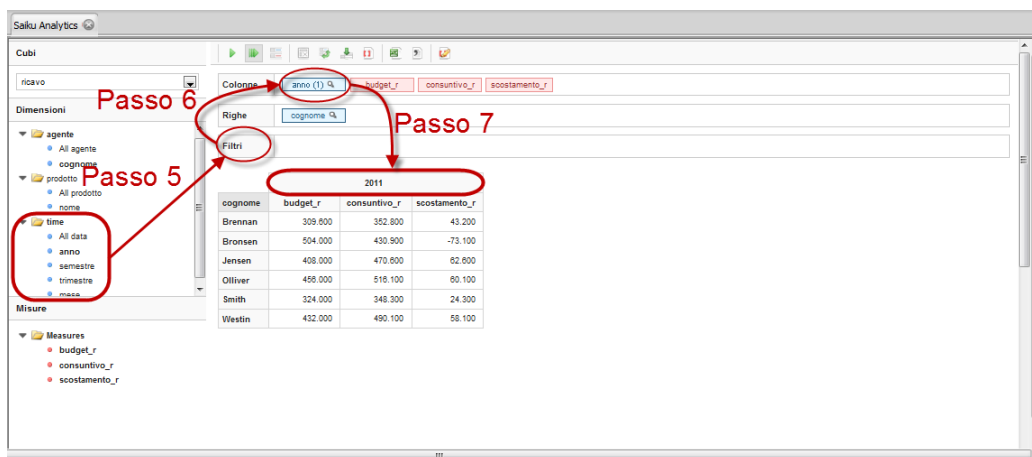 Saiku Analytics
Cubi
ricavo
Dimensioni
agente
All agente
cognome
prodotto
All prodotto
nome
time
All data
anno
semestre
trimestre
mese
Misure
Measures
budget_r
consuntivo_r
scostamento_r
Passo 5
Passo 6
Passo 7
Colonne anno (1) budget_r consuntivo_r scostamento_r
Righe cognome
Filtri
2011
cognome budget_r consuntivo_r scostamento_r
Brennan 309.600 352.800 43.200
Bronsen 504.000 430.900 -73.100
Jensen 408.000 470.600 62.600
Olliver 456.000 516.100 60.100
Smith 324.000 348.300 24.300
Westin 432.000 490.100 58.100